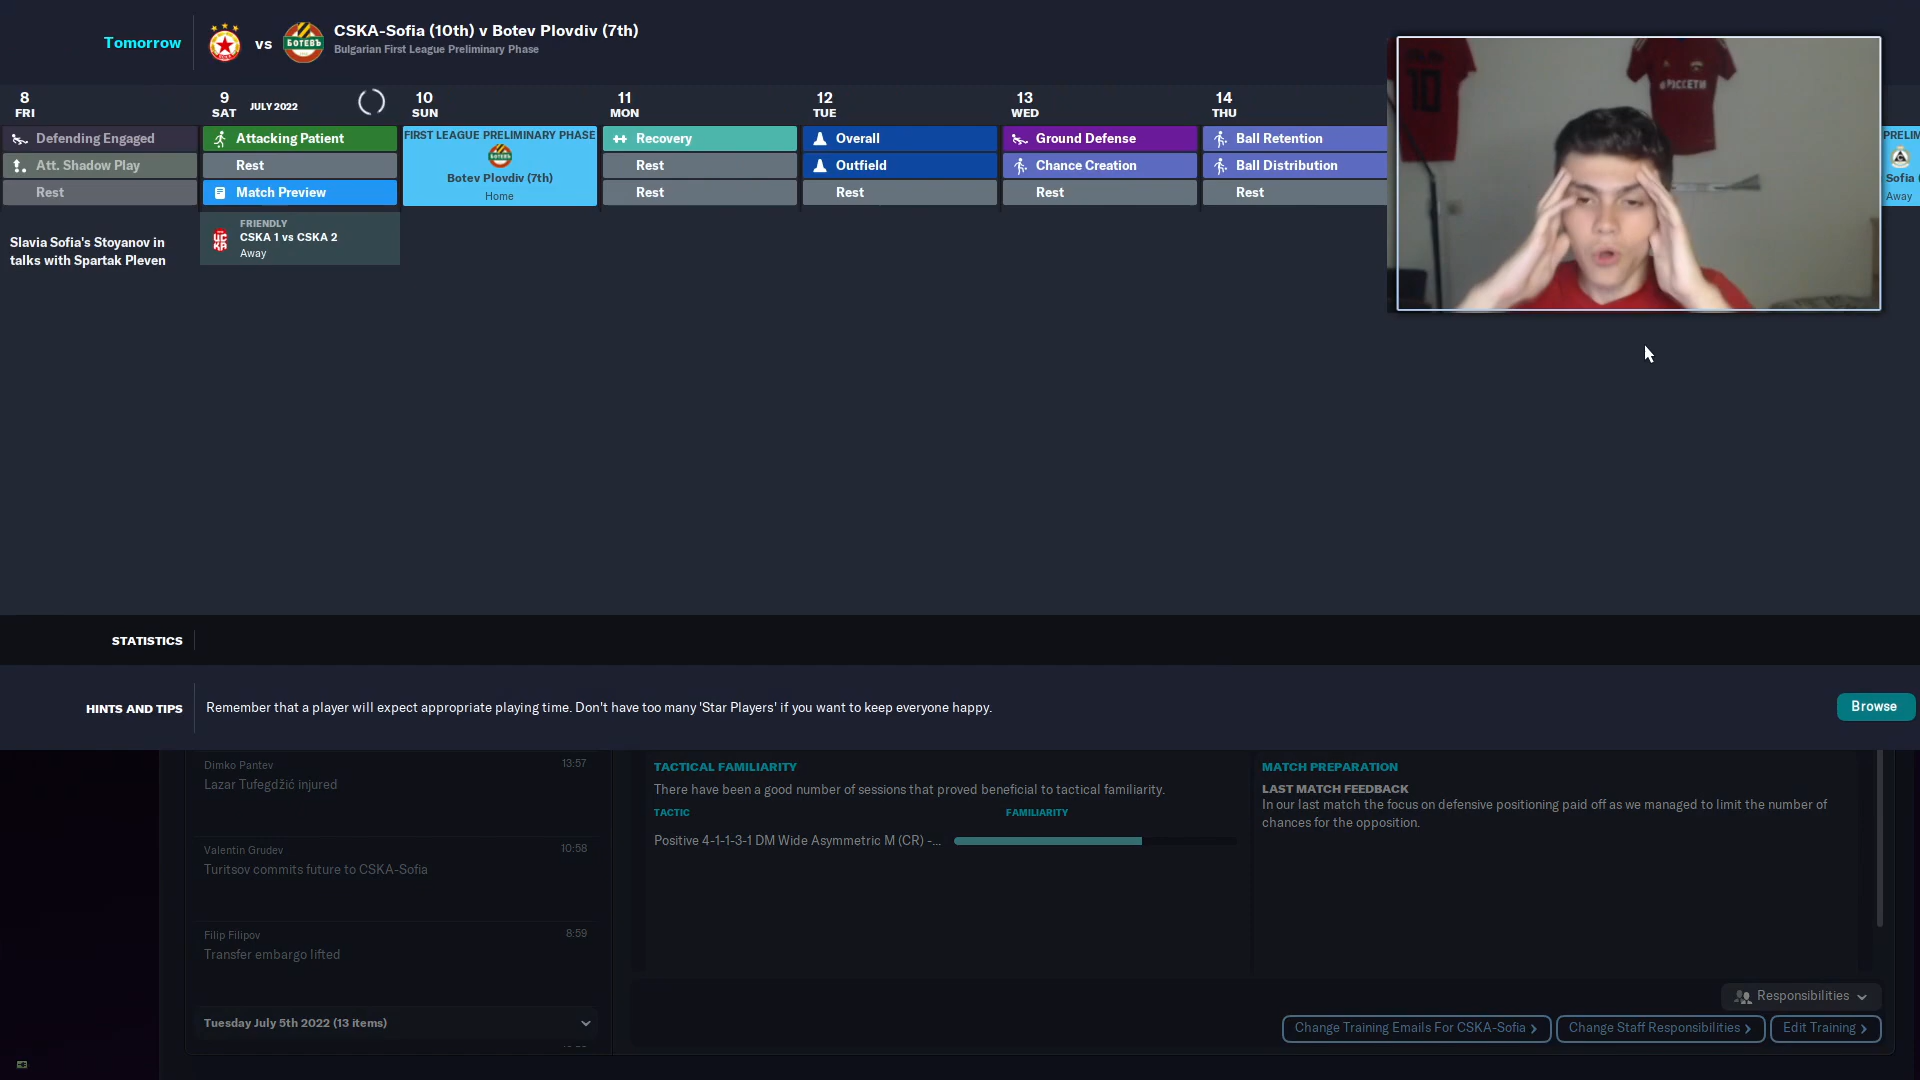 Tomorrow
vs
БОТЕВЪ
CSKA-Sofia (10th) v Botev Plovdiv (7th)
Bulgarian First League Preliminary Phase
8
FRI
9
SAT
JULY 2022
10
SUN
11
MON
12
TUE
13
WED
14
THU
Defending Engaged
Att. Shadow Play
Rest
Attacking Patient
Rest
Match Preview
FIRST LEAGUE PRELIMINARY PHASE
Botev Plovdiv (7th)
Home
Recovery
Rest
Rest
Overall
Outfield
Rest
Ground Defense
Chance Creation
Rest
Ball Retention
Ball Distribution
Rest
10
РОССЕТИ
PRELIM
Sofia (
Away
Slavia Sofia's Stoyanov in
talks with Spartak Pleven
FRIENDLY
CSKA 1 vs CSKA 2
Away
STATISTICS
HINTS AND TIPS
Remember that a player will expect appropriate playing time. Don't have too many 'Star Players' if you want to keep everyone happy.
Browse
Dimko Pantev
13:57
Lazar Tufegdžić injured
Valentin Grudev
10:58
Turitsov commits future to CSKA-Sofia
Filip Filipov
8:59
Transfer embargo lifted
Tuesday July 5th 2022 (13 items)
TACTICAL FAMILIARITY
There have been a good number of sessions that proved beneficial to tactical familiarity.
TACTIC
FAMILIARITY
Positive 4-1-1-3-1 DM Wide Asymmetric M (CR) -...
MATCH PREPARATION
LAST MATCH FEEDBACK
In our last match the focus on defensive positioning paid off as we managed to limit the number of
chances for the opposition.
Responsibilities
Change Training Emails For CSKA-Sofia
Change Staff Responsibilities
Edit Training